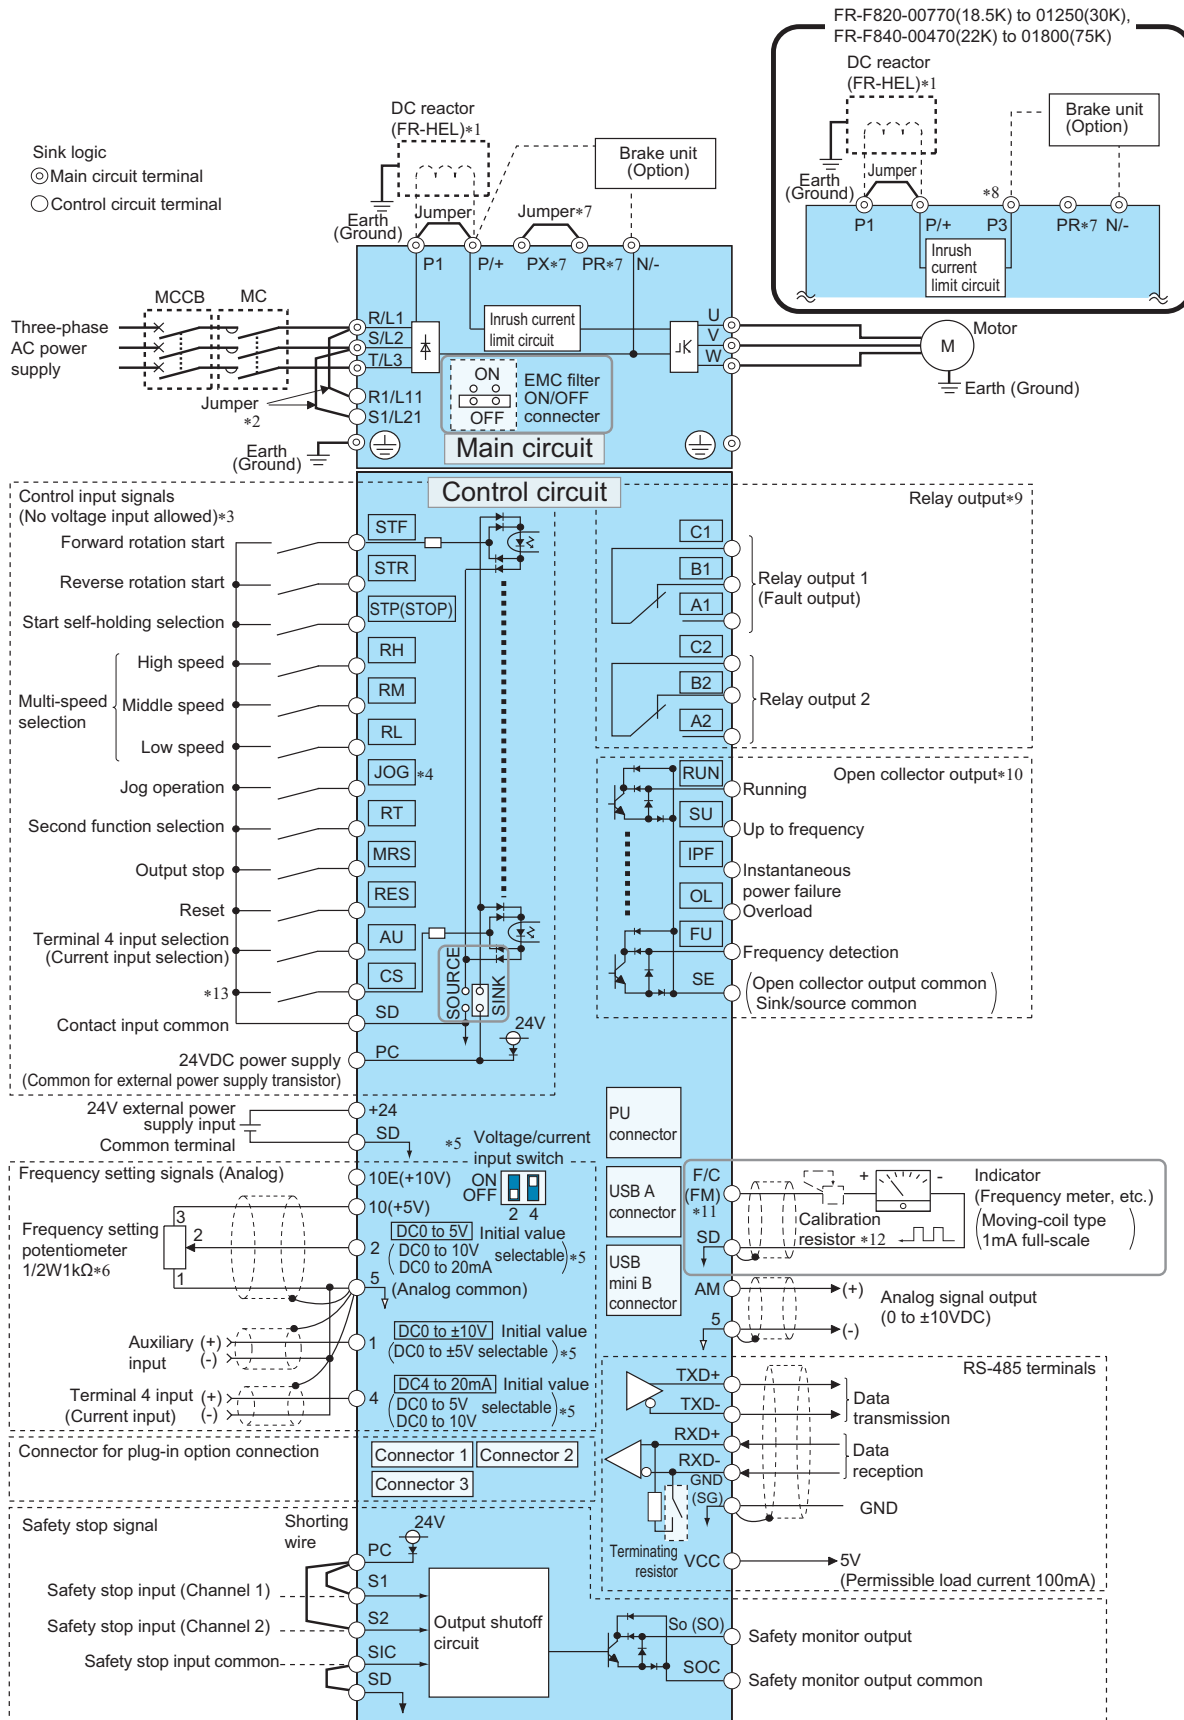 FR-F820-00770(18.5K) to 01250(30K),
FR-F840-00470(22K) to 01800(75K)
DC reactor
(FR-HEL)*1
Brake unit
(Option)
Earth
(Ground)
Jumper
*8
P1
P/+
P3
PR*7
N/-
Inrush
current
limit circuit
Sink logic
Main circuit terminal
Control circuit terminal
DC reactor
(FR-HEL)*1
Brake unit
(Option)
Earth
(Ground)
Jumper
Jumper*7
P1
P/+
PX*7
PR*7
N/-
MCCB
MC
Three-phase
AC power
supply
R/L1
S/L2
T/L3
R1/L11
S1/L21
Jumper
*2
Earth
(Ground)
Inrush current
limit circuit
ON
OFF
EMC filter
ON/OFF
connecter
U
V
W
Motor
M
Earth (Ground)
Main circuit
Control circuit
Control input signals
(No voltage input allowed)*3
Forward rotation start
STF
Reverse rotation start
STR
Start self-holding selection
STP(STOP)
Multi-speed
selection
High speed
RH
Middle speed
RM
Low speed
RL
Jog operation
JOG
*4
Second function selection
RT
Output stop
MRS
Reset
RES
Terminal 4 input selection
(Current input selection)
AU
*13
CS
Contact input common
SD
SOURCE
SINK
24V
24VDC power supply
(Common for external power supply transistor)
PC
Relay output*9
C1
B1
A1
Relay output 1
(Fault output)
C2
B2
A2
Relay output 2
Open collector output*10
RUN
Running
SU
Up to frequency
IPF
Instantaneous
power failure
OL
Overload
FU
Frequency detection
SE
Open collector output common
Sink/source common
24V external power
supply input
Common terminal
+24
SD
*5
Voltage/current
input switch
ON
OFF
2 4
PU
connector
USB A
connector
USB
mini B
connector
Frequency setting signals (Analog)
10E(+10V)
10(+5V)
Frequency setting
potentiometer
1/2W1kΩ*6
3
2
1
2
DC0 to 5V
Initial value
DC0 to 10V
DC0 to 20mA
selectable
*5
5
(Analog common)
Auxiliary
input
(+)
(-)
1
DC0 to ±10V
Initial value
DC0 to ±5V selectable
*5
Terminal 4 input
(Current input)
(+)
(-)
4
DC4 to 20mA
Initial value
DC0 to 5V
DC0 to 10V
selectable
*5
F/C
(FM)
*11
SD
+
-
Calibration
resistor *12
Indicator
(Frequency meter, etc.)
Moving-coil type
1mA full-scale
AM
5
(+)
(-)
Analog signal output
(0 to ±10VDC)
RS-485 terminals
TXD+
TXD-
Data
transmission
RXD+
RXD-
Data
reception
GND
(SG)
GND
Terminating
resistor
VCC
5V
(Permissible load current 100mA)
Connector for plug-in option connection
Connector 1
Connector 2
Connector 3
Safety stop signal
Shorting
wire
24V
PC
Safety stop input (Channel 1)
S1
Safety stop input (Channel 2)
S2
Safety stop input common
SIC
SD
Output shutoff
circuit
So (SO)
Safety monitor output
SOC
Safety monitor output common